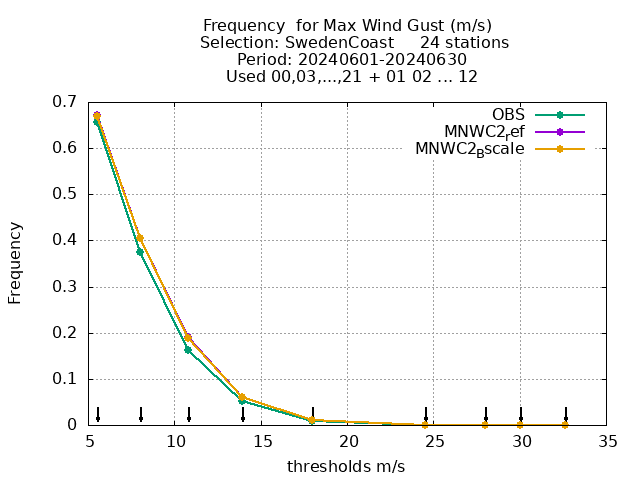 Frequency  for Max Wind Gust (m/s)
Selection: SwedenCoast     24 stations
Period: 20240601-20240630
Used 00,03,...,21 + 01 02 ... 12
OBS
MNWC2ref
MNWC2Bscale
Frequency
0.7
0.6
0.5
0.4
0.3
0.2
0.1
0
5 10 15 20 25 30 35
thresholds m/s